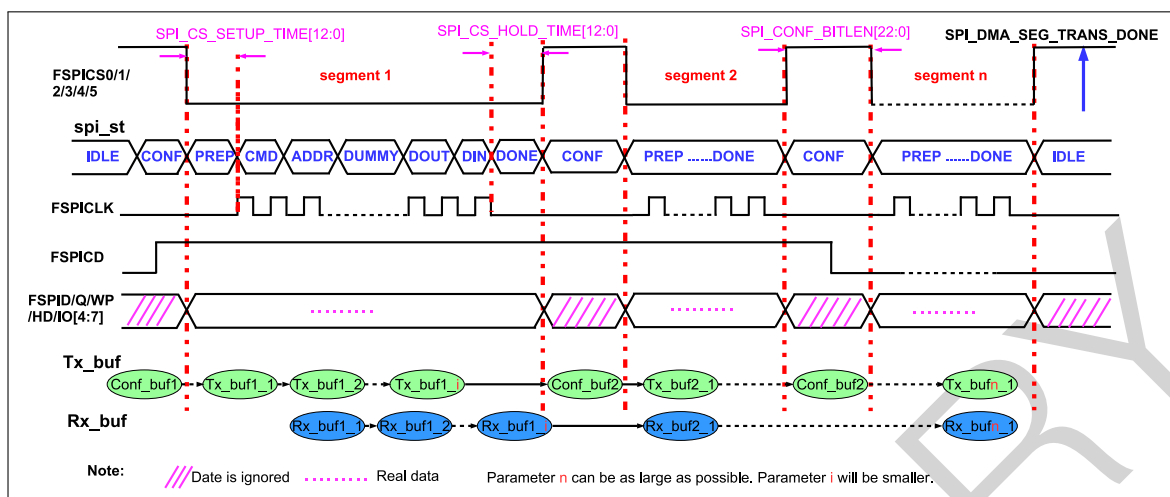 SPI_CS_SETUP_TIME[12:0] SPI_CS_HOLD_TIME[12:0] SPI_CONF_BITLEN[22:0] SPI_DMA_SEG_TRANS_DONE
FSPICS0/1/
2/3/4/5
segment 1 segment 2 segment n
spi_st
IDLE CONF PREP CMD ADDR DUMMY DOUT DIN DONE CONF PREP ......DONE CONF PREP ......DONE IDLE
FSPICLK
FSPICD
FSPID/Q/WP
/HD/IO[4:7]
Tx_buf
Conf_buf1 Tx_buf1_1 Tx_buf1_2 Tx_buf1_i Conf_buf2 Tx_buf2_1 Conf_buf2 Tx_bufn_1
Rx_buf
Rx_buf1_1 Rx_buf1_2 Rx_buf1_ Rx_buf2_1 Rx_bufn_1
Note: Date is ignored Real data Parameter n can be as large as possible. Parameter i will be smaller.
RY